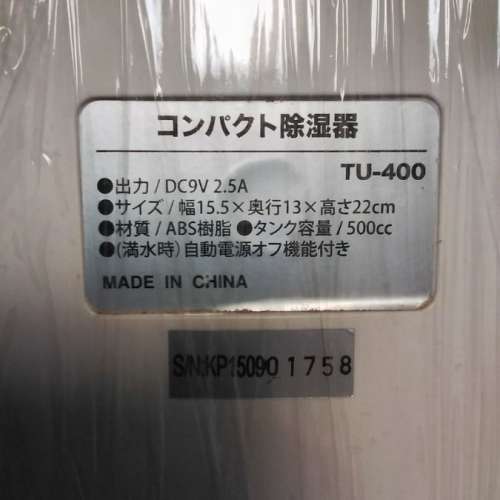 コンパクト除湿器
TU-400
●出力/DC9V 2.5A
●サイズ/幅15.5×奥行13×高さ22cm
●材質/ABS樹脂 ●タンク容量/500cc
●(満水時)自動電源オフ機能付き
MADE IN CHINA
S/N:KP150901758